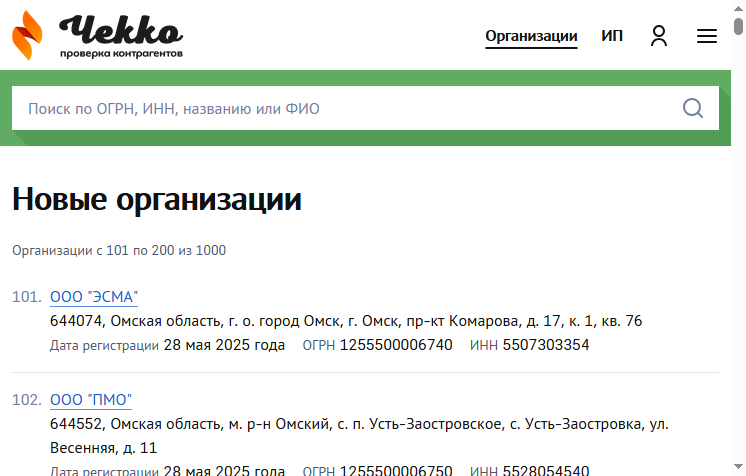 Чекко
проверка контрагентов
Организации ИП
Поиск по ОГРН, ИНН, названию или ФИО
Новые организации
Организации с 101 по 200 из 1000
101. ООО "ЭСМА"
644074, Омская область, г. о. город Омск, г. Омск, пр-кт Комарова, д. 17, к. 1, кв. 76
Дата регистрации 28 мая 2025 года ОГРН 1255500006740 ИНН 5507303354
102. ООО "ПМО"
644552, Омская область, м. р-н Омский, с. п. Усть-Заостровское, с. Усть-Заостровка, ул.
Весенняя, д. 11
Дата регистрации 28 мая 2025 года ОГРН 1255500006750 ИНН 5528054540